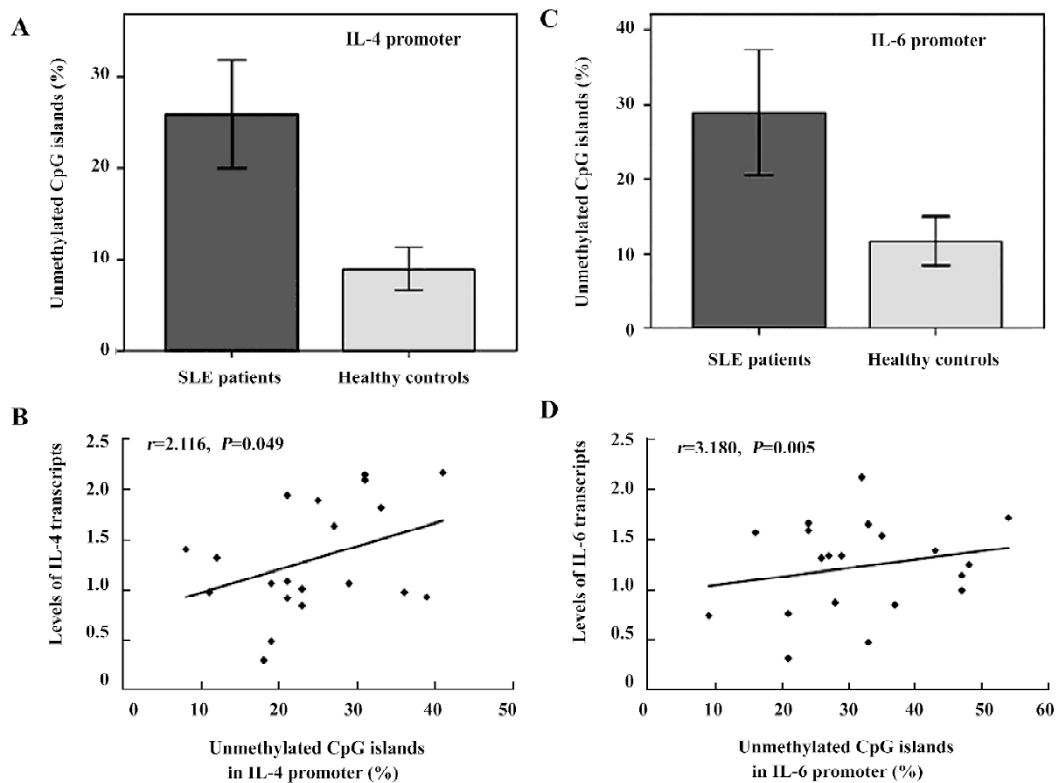 A
IL-4 promoter
Unmethylated CpG islands (%)
30
20
10
0
SLE patients
Healthy controls
C
IL-6 promoter
Unmethylated CpG islands (%)
40
30
20
10
0
SLE patients
Healthy controls
B
r=2.116, P=0.049
Levels of IL-4 transcripts
2.5
2.0
1.5
1.0
0.5
0
0
10
20
30
40
50
Unmethylated CpG islands
in IL-4 promoter (%)
D
r=3.180, P=0.005
Levels of IL-6 transcripts
2.5
2.0
1.5
1.0
0.5
0
0
10
20
30
40
50
60
Unmethylated CpG islands
in IL-6 promoter (%)